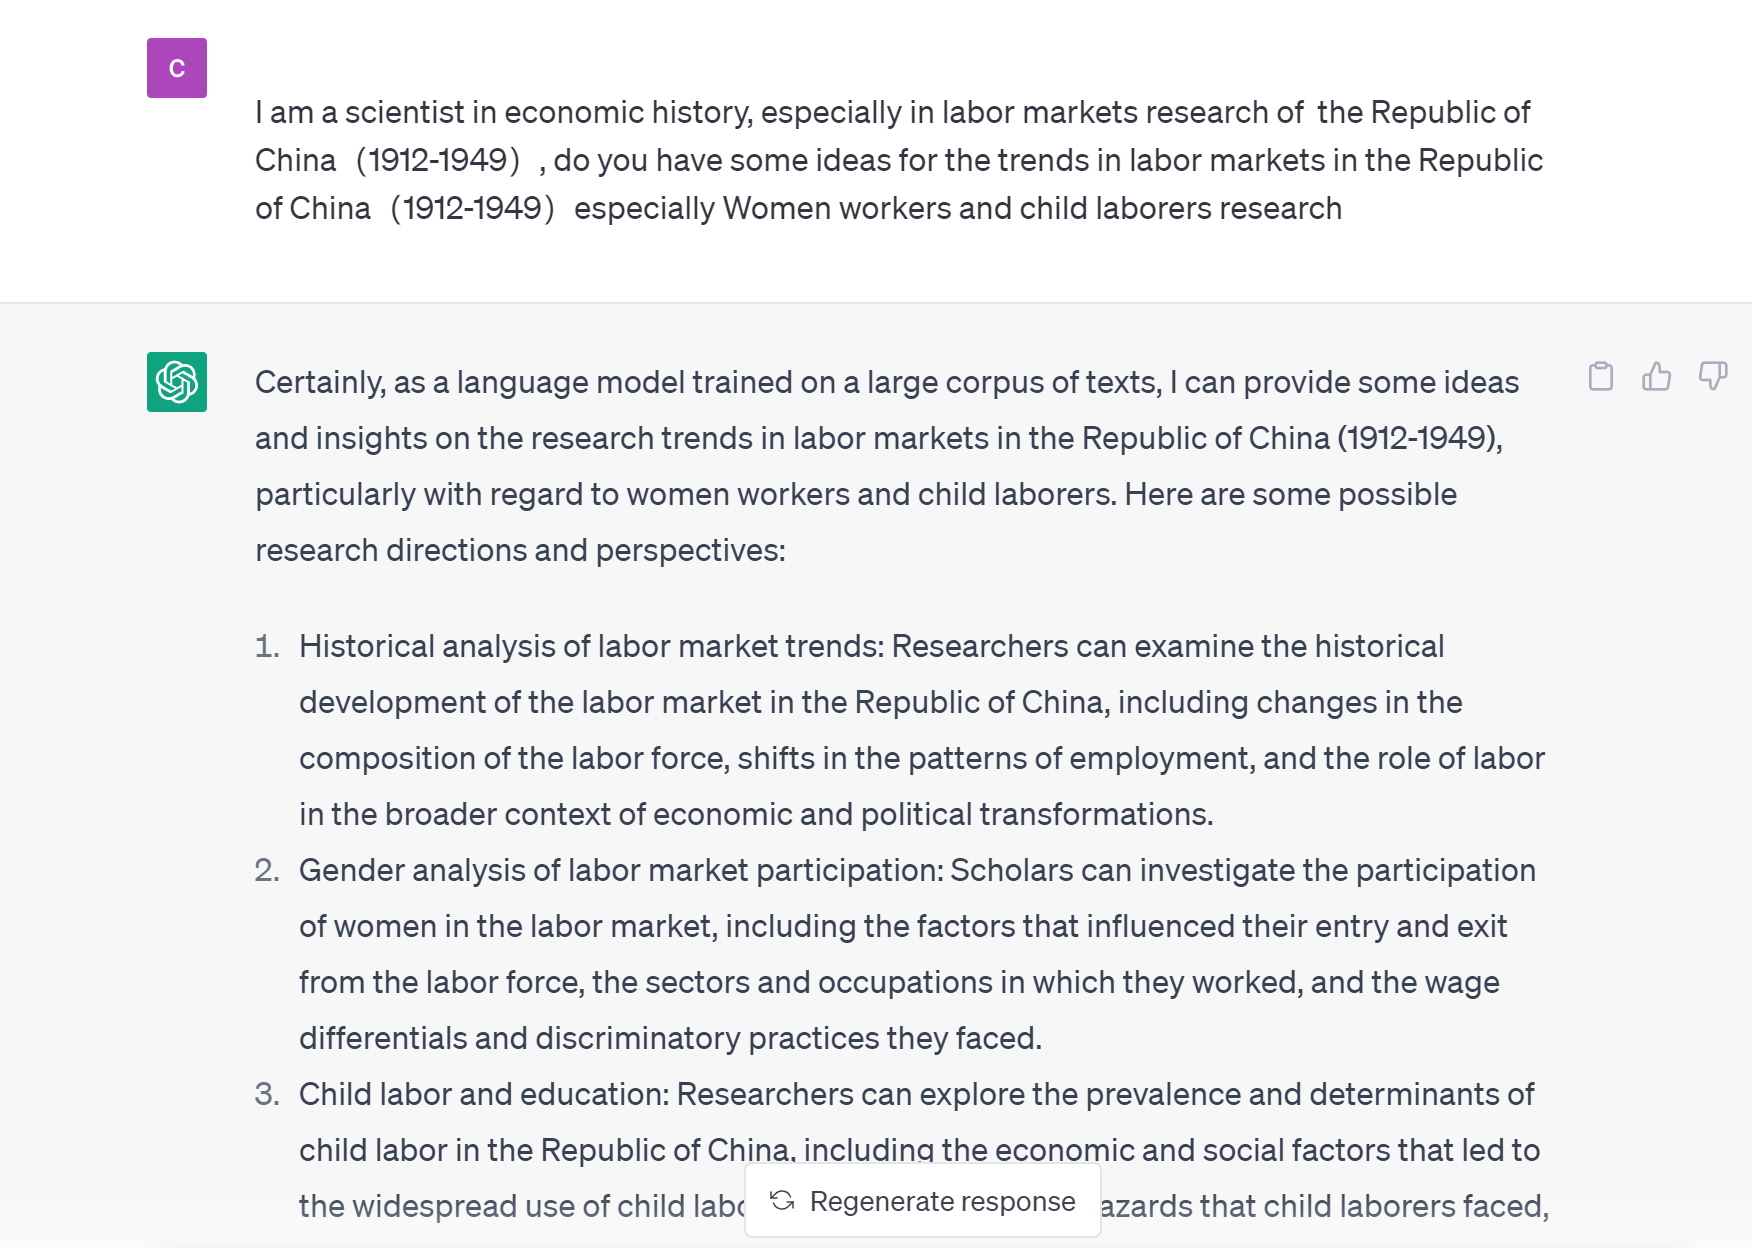 C
I am a scientist in economic history, especially in labor markets research of  the Republic of
China （1912-1949） , do you have some ideas for the trends in labor markets in the Republic
of China （1912-1949） especially Women workers and child laborers research
Certainly, as a language model trained on a large corpus of texts, I can provide some ideas
and insights on the research trends in labor markets in the Republic of China (1912-1949),
particularly with regard to women workers and child laborers. Here are some possible
research directions and perspectives:
1. Historical analysis of labor market trends: Researchers can examine the historical
development of the labor market in the Republic of China, including changes in the
composition of the labor force, shifts in the patterns of employment, and the role of labor
in the broader context of economic and political transformations.
2. Gender analysis of labor market participation: Scholars can investigate the participation
of women in the labor market, including the factors that influenced their entry and exit
from the labor force, the sectors and occupations in which they worked, and the wage
differentials and discriminatory practices they faced.
3. Child labor and education: Researchers can explore the prevalence and determinants of
child labor in the Republic of China, including the economic and social factors that led to
the widespread use of child that child laborers faced,
Regenerate response